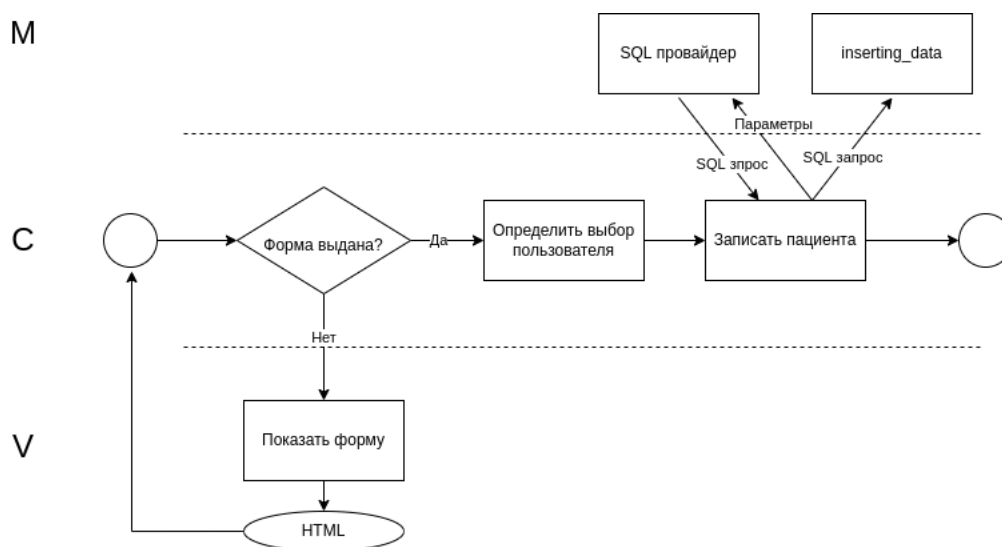 M
SQL провайдер
inserting_data
Параметры
SQL зпрос
SQL запрос
C
Форма выдана?
Да
Определить выбор
пользователя
Записать пациента
Нет
V
Показать форму
HTML